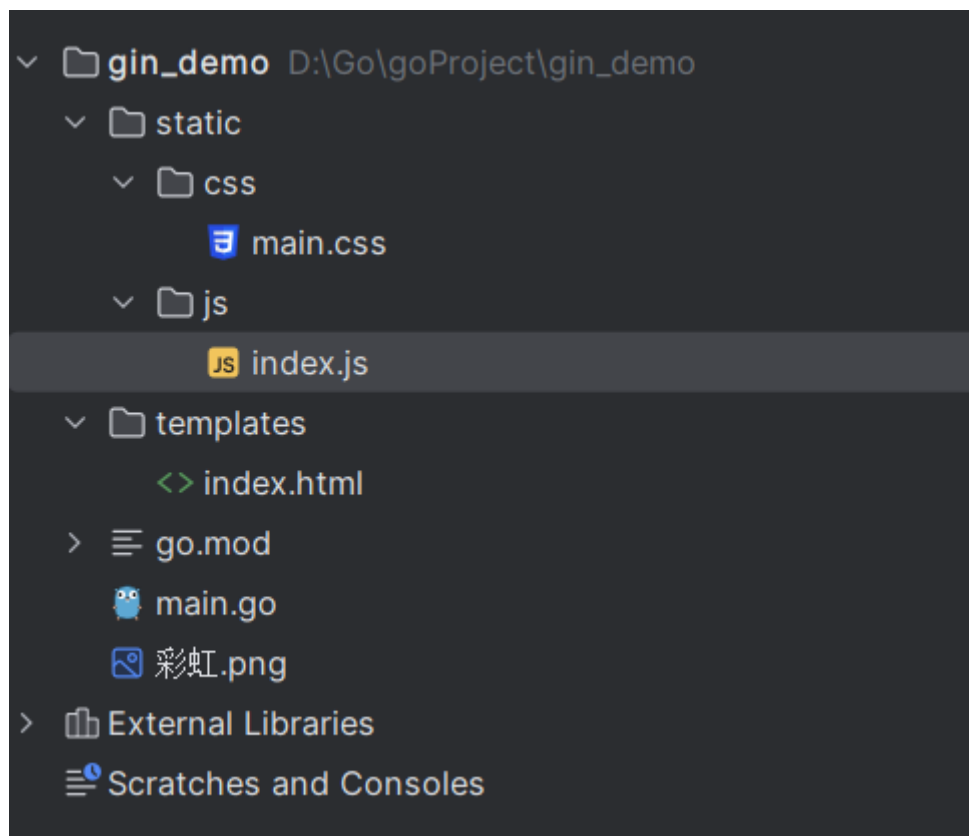 gin_demo D:\Go\goProject\gin_demo
static
css
main.css
js
JS index.js
templates
<> index.html
go.mod
main.go
彩虹.png
External Libraries
Scratches and Consoles